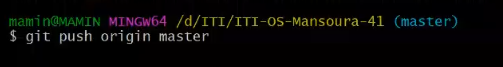 mamin@MAMIN MINGW64 /d/ITI/ITI-OS-Mansoura-41 (master)
$ git push origin master